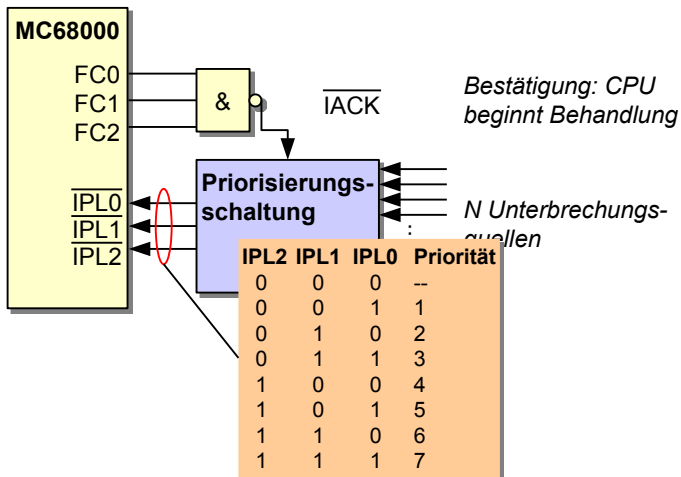 MC68000
FC0
FC1
FC2
&
IACK
Bestätigung: CPU
beginnt Behandlung
IPL0
IPL1
IPL2
Priorisierungs-
schaltung
N Unterbrechungs-
quellen
:
IPL2 IPL1 IPL0 Priorität
0 0 0 --
0 0 1 1
0 1 0 2
0 1 1 3
1 0 0 4
1 0 1 5
1 1 0 6
1 1 1 7